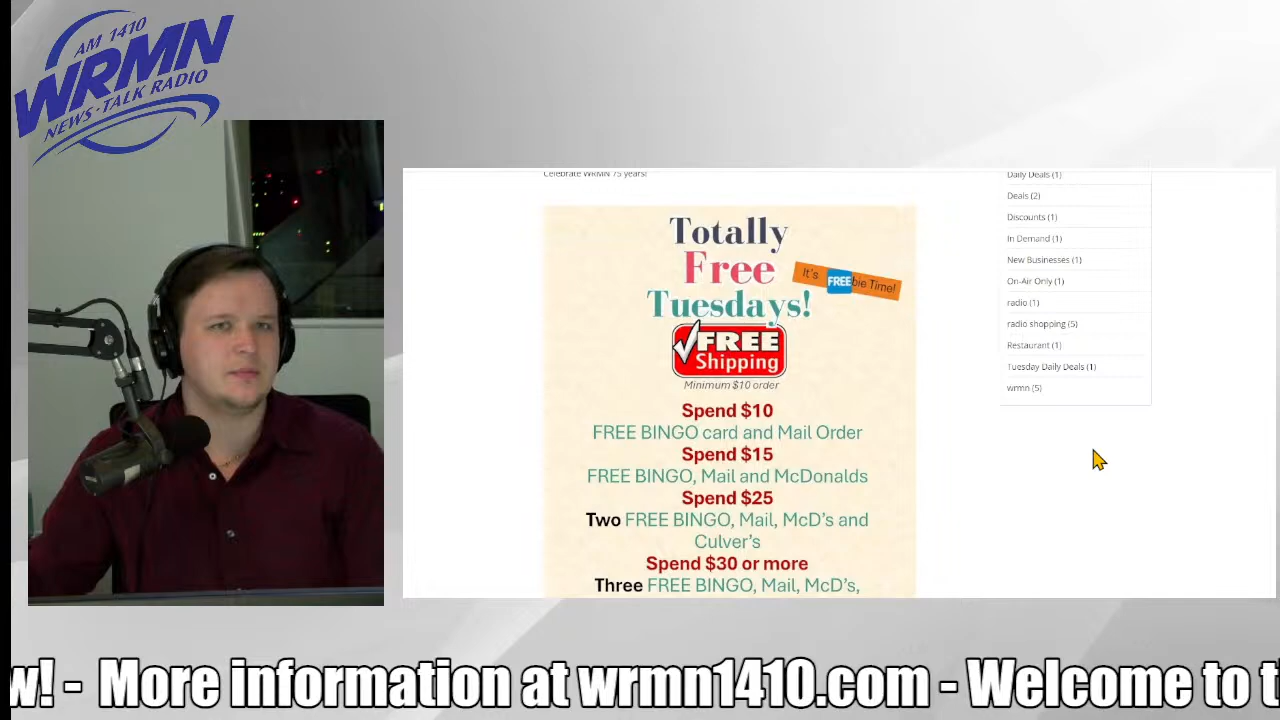 AM 1410
WRMN
NEWS·TALK RADIO
Celebrate WRMN 75 years!
Totally
Free
Tuesdays!
It's FREEbie Time!
FREE
Shipping
Minimum $10 order
Spend $10
FREE BINGO card and Mail Order
Spend $15
FREE BINGO, Mail and McDonalds
Spend $25
Two FREE BINGO, Mail, McD's and
Culver's
Spend $30 or more
Three FREE BINGO, Mail, McD's,
Daily Deals (1)
Deals (2)
Discounts (1)
In Demand (1)
New Businesses (1)
On-Air Only (1)
radio (1)
radio shopping (5)
Restaurant (1)
Tuesday Daily Deals (1)
wrmn (5)
w! - More information at wrmn1410.com - Welcome to t